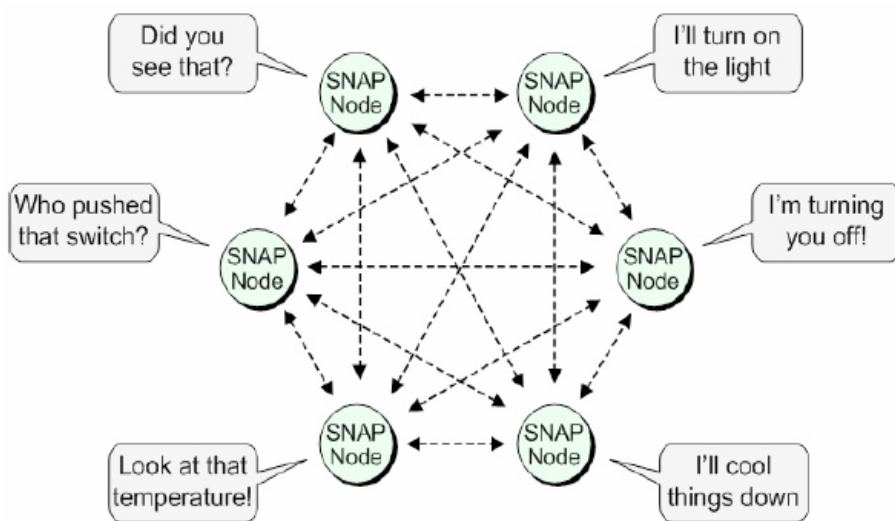 Did you
see that?
SNAP
Node
SNAP
Node
I'll turn on
the light
Who pushed
that switch?
SNAP
Node
SNAP
Node
I'm turning
you off!
Look at that
temperature!
SNAP
Node
SNAP
Node
I'll cool
things down